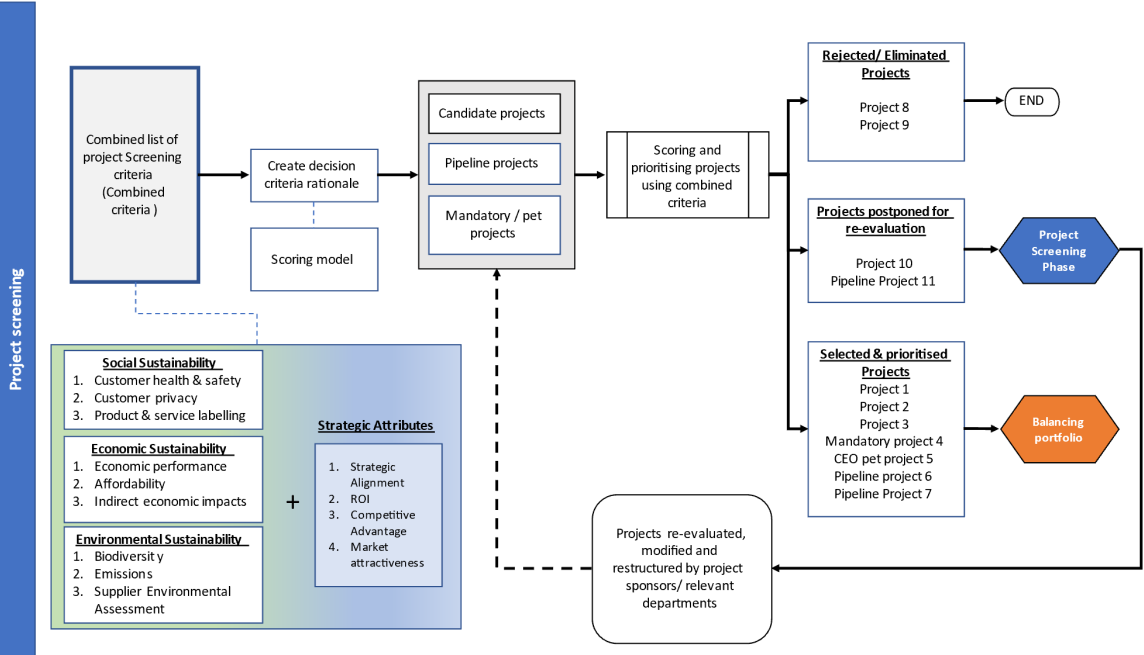 Project screening
Combined list of
project Screening
criteria
(Combined
criteria )
Create decision
criteria rationale
Scoring model
Candidate projects
Pipeline projects
Mandatory / pet
projects
Scoring and
prioritising projects
using combined
criteria
Rejected/ Eliminated
Projects
Project 8
Project 9
END
Projects postponed for
re-evaluation
Project 10
Pipeline Project 11
Project
Screening
Phase
Selected & prioritised
Projects
Project 1
Project 2
Project 3
Mandatory project 4
CEO pet project 5
Pipeline project 6
Pipeline Project 7
Balancing
portfolio
Social Sustainability
1. Customer health & safety
2. Customer privacy
3. Product & service labelling
Economic Sustainability
1. Economic performance
2. Affordability
3. Indirect economic impacts
Environmental Sustainability
1. Biodiversity
2. Emissions
3. Supplier Environmental
Assessment
+
Strategic Attributes
1. Strategic
Alignment
2. ROI
3. Competitive
Advantage
4. Market
attractiveness
Projects re-evaluated,
modified and
restructured by project
sponsors/ relevant
departments